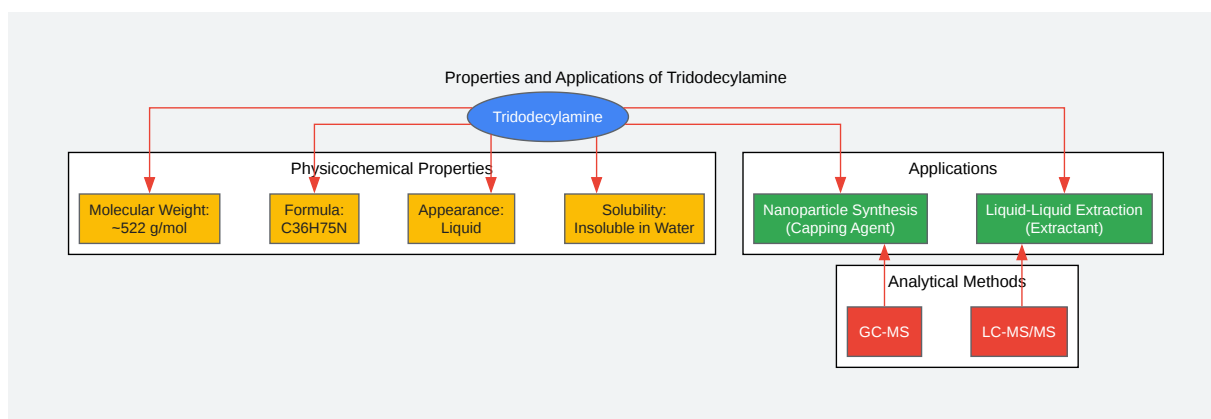 Properties and Applications of Tridodecylamine
Tridodecylamine
Physicochemical Properties
Molecular Weight:
~522 g/mol
Formula:
C36H75N
Appearance:
Liquid
Solubility:
Insoluble in Water
Applications
Nanoparticle Synthesis
(Capping Agent)
Liquid-Liquid Extraction
(Extractant)
Analytical Methods
GC-MS
LC-MS/MS